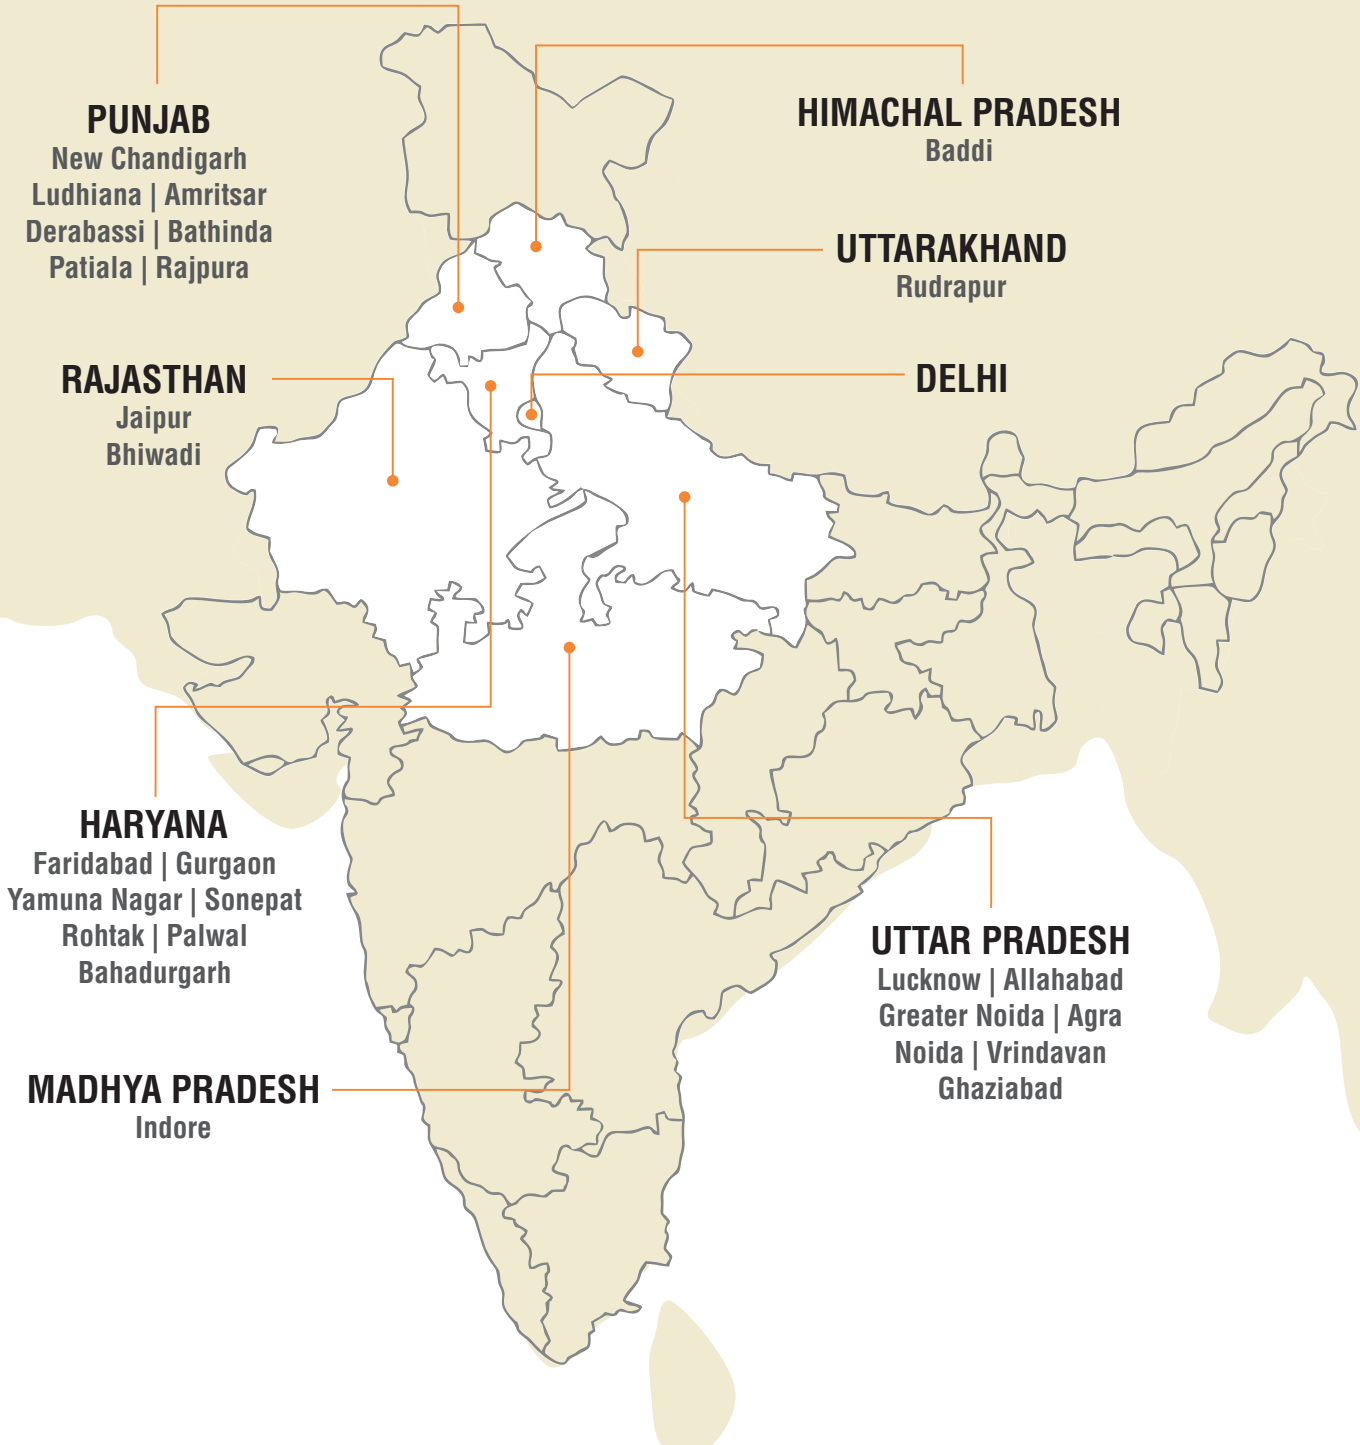 PUNJAB
New Chandigarh
Ludhiana | Amritsar
Derabassi | Bathinda
Patiala | Rajpura
HIMACHAL PRADESH
Baddi
UTTARAKHAND
Rudrapur
RAJASTHAN
Jaipur
Bhiwadi
DELHI
HARYANA
Faridabad | Gurgaon
Yamuna Nagar | Sonepat
Rohtak | Palwal
Bahadurgarh
UTTAR PRADESH
Lucknow | Allahabad
Greater Noida | Agra
Noida | Vrindavan
Ghaziabad
MADHYA PRADESH
Indore